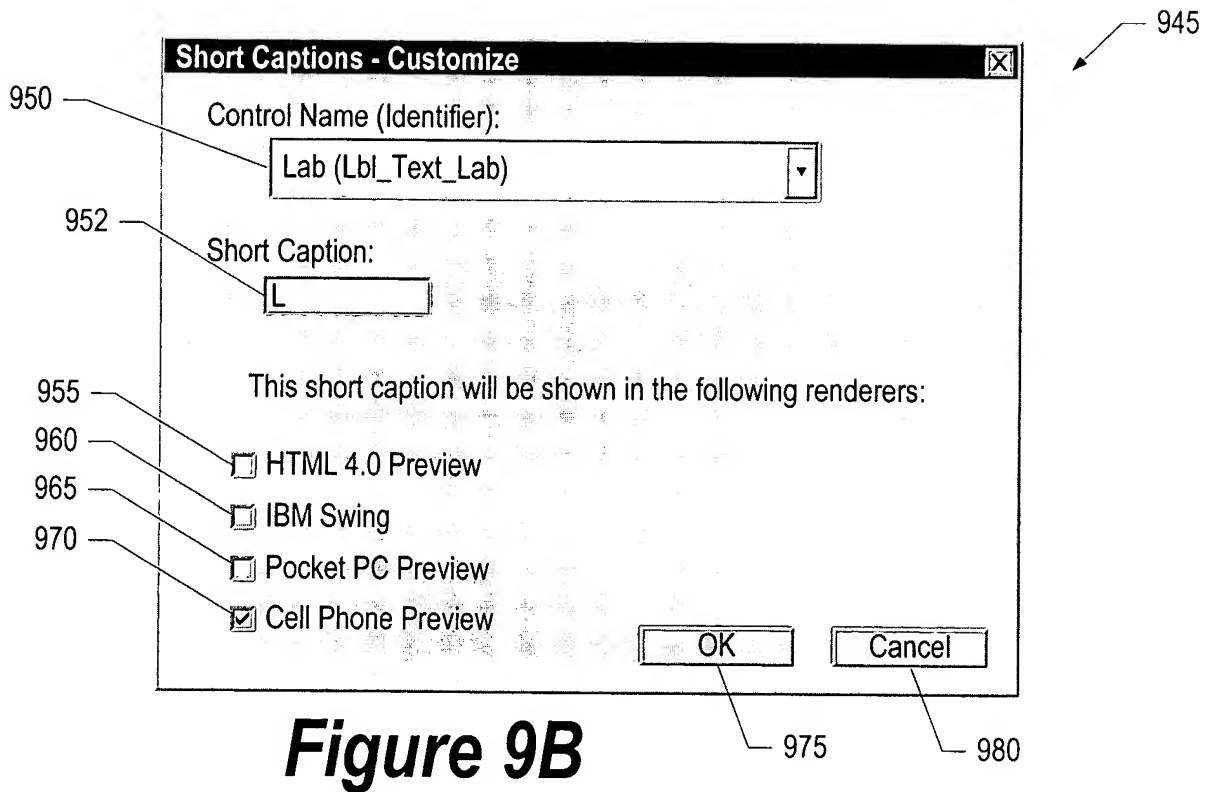 945
Short Captions - Customize
950
Control Name (Identifier):
Lab (Lbl_Text_Lab)
952
Short Caption:
L
This short caption will be shown in the following renderers:
955
HTML 4.0 Preview
960
IBM Swing
965
Pocket PC Preview
970
Cell Phone Preview
OK
Cancel
975
980
Figure 9B